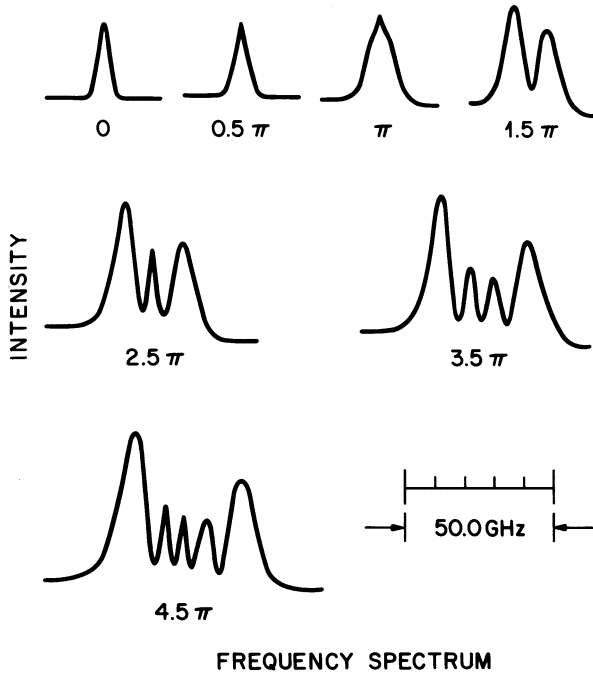 0
0.5 π
π
1.5 π
INTENSITY
2.5 π
3.5 π
50.0 GHz
4.5 π
FREQUENCY SPECTRUM